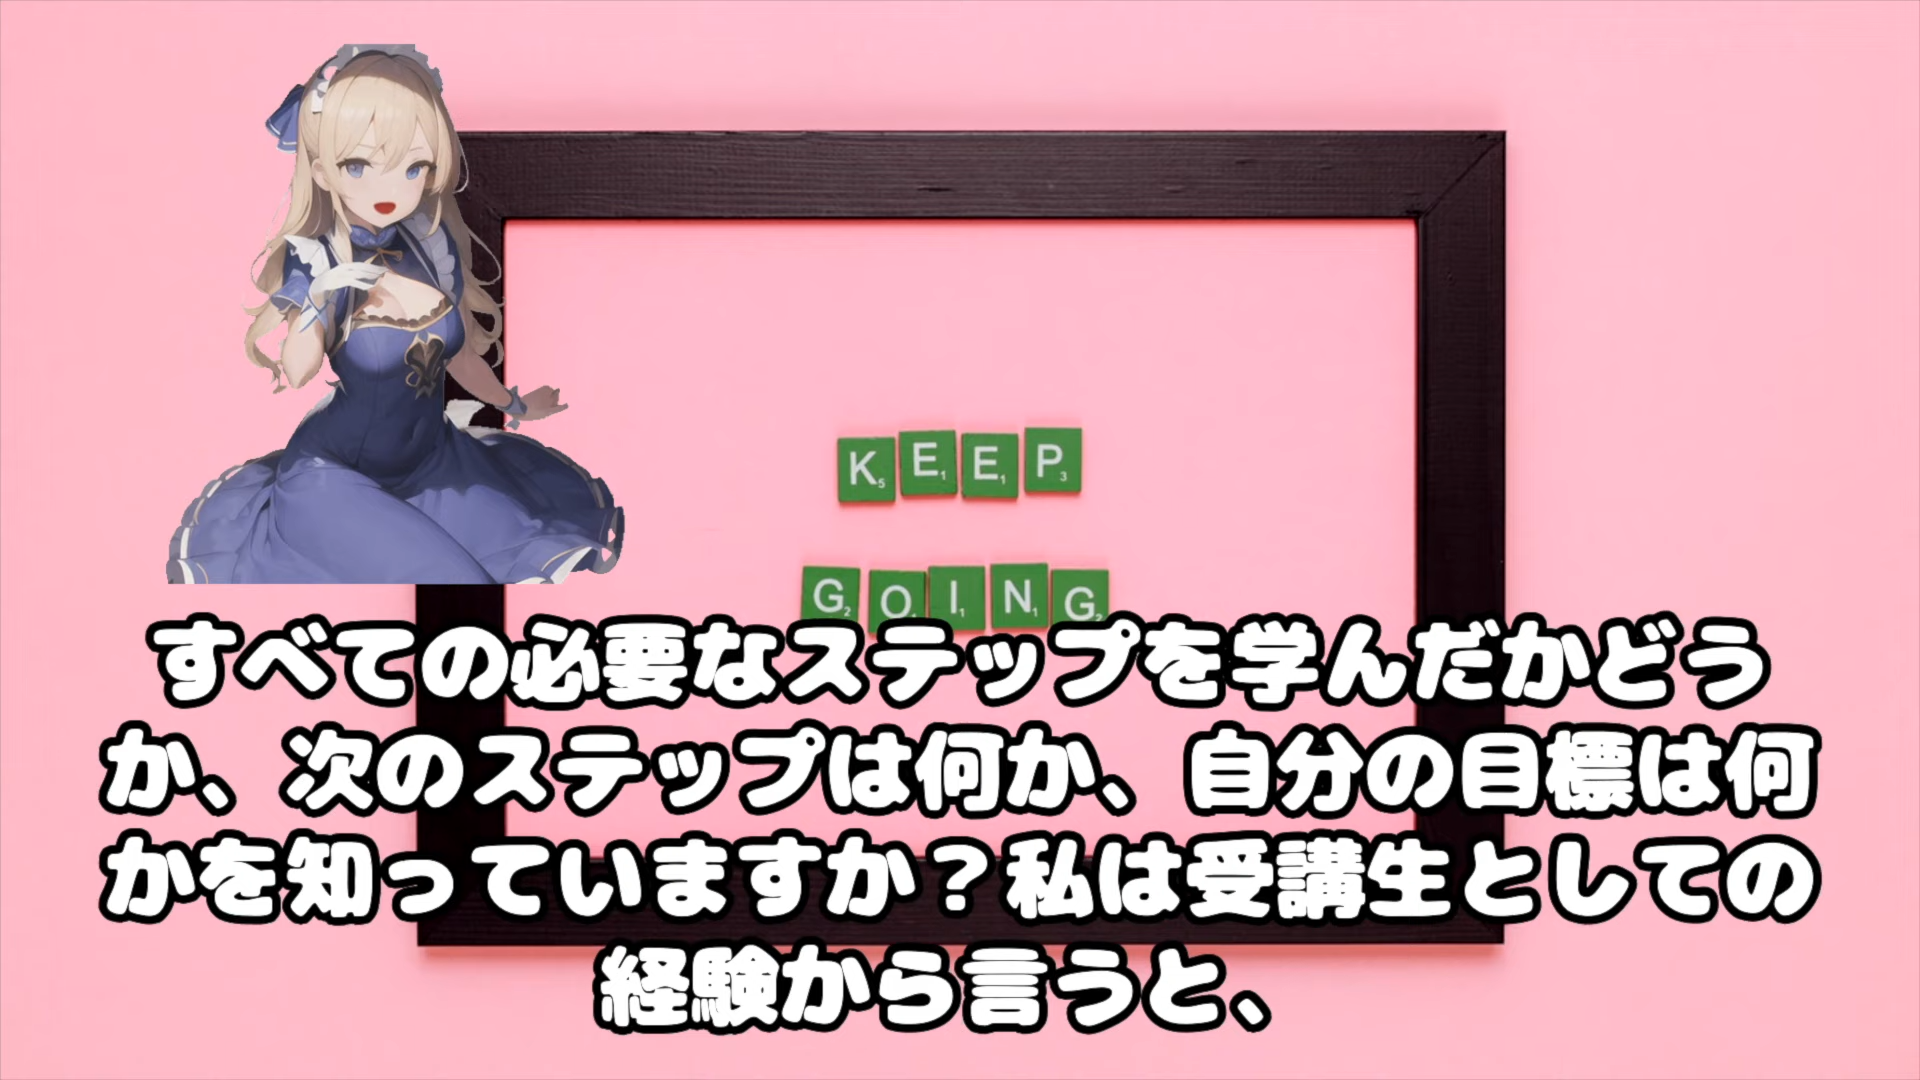 KEEP
GOING
すべての必要なステップを学んだかどう
か、次のステップは何か、自分の目標は何
かを知っていますか？私は受講生としての
経験から言うと、